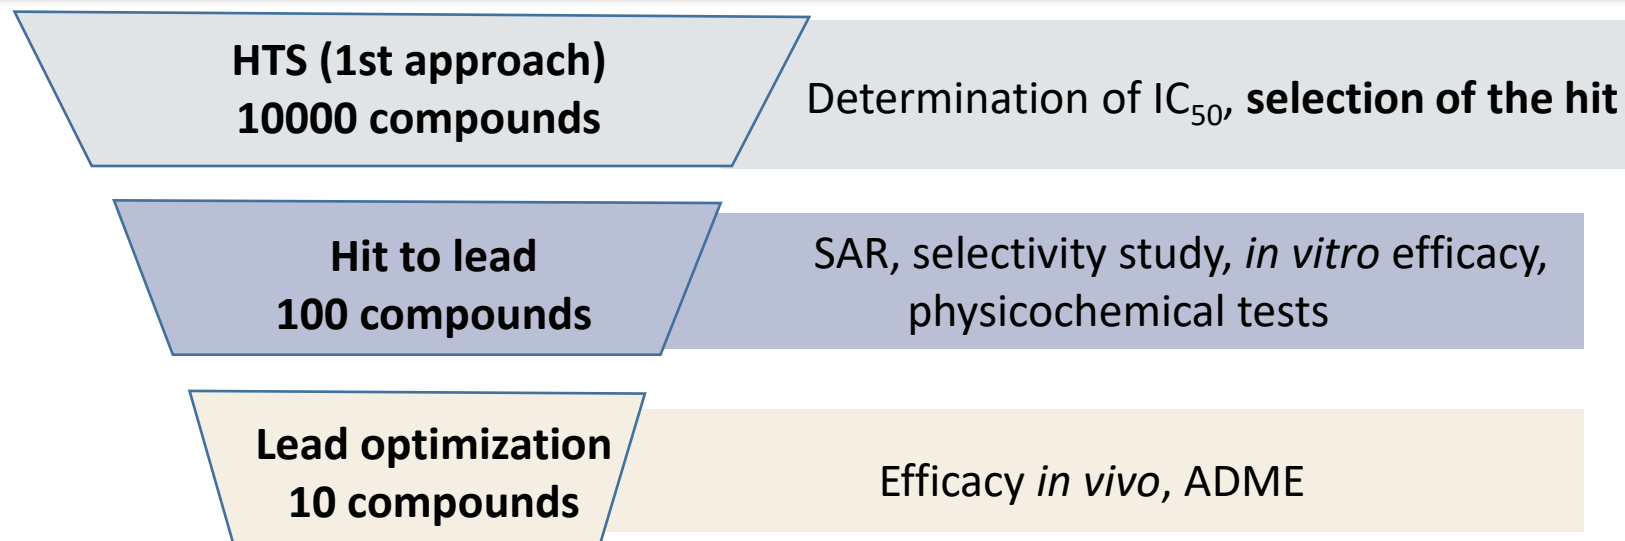 HTS (1st approach)
10000 compounds
Determination of IC₅₀, selection of the hit
Hit to lead
100 compounds
SAR, selectivity study, in vitro efficacy,
physicochemical tests
Lead optimization
10 compounds
Efficacy in vivo, ADME